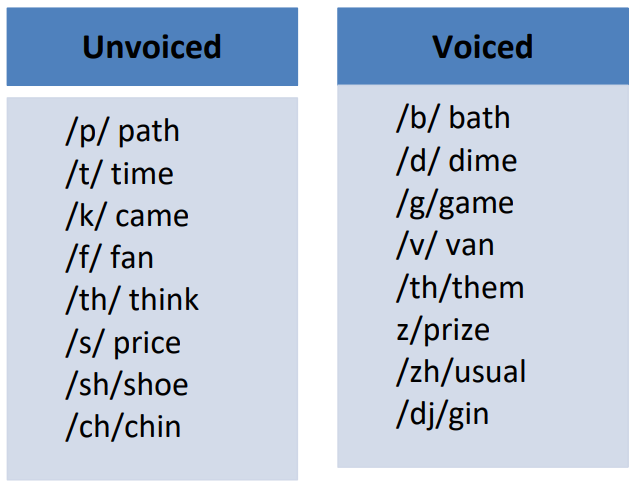 Unvoiced
/p/ path
/t/ time
/k/ came
/f/ fan
/th/ think
/s/ price
/sh/shoe
/ch/chin
Voiced
/b/ bath
/d/ dime
/g/game
/v/ van
/th/them
z/prize
/zh/usual
/dj/gin